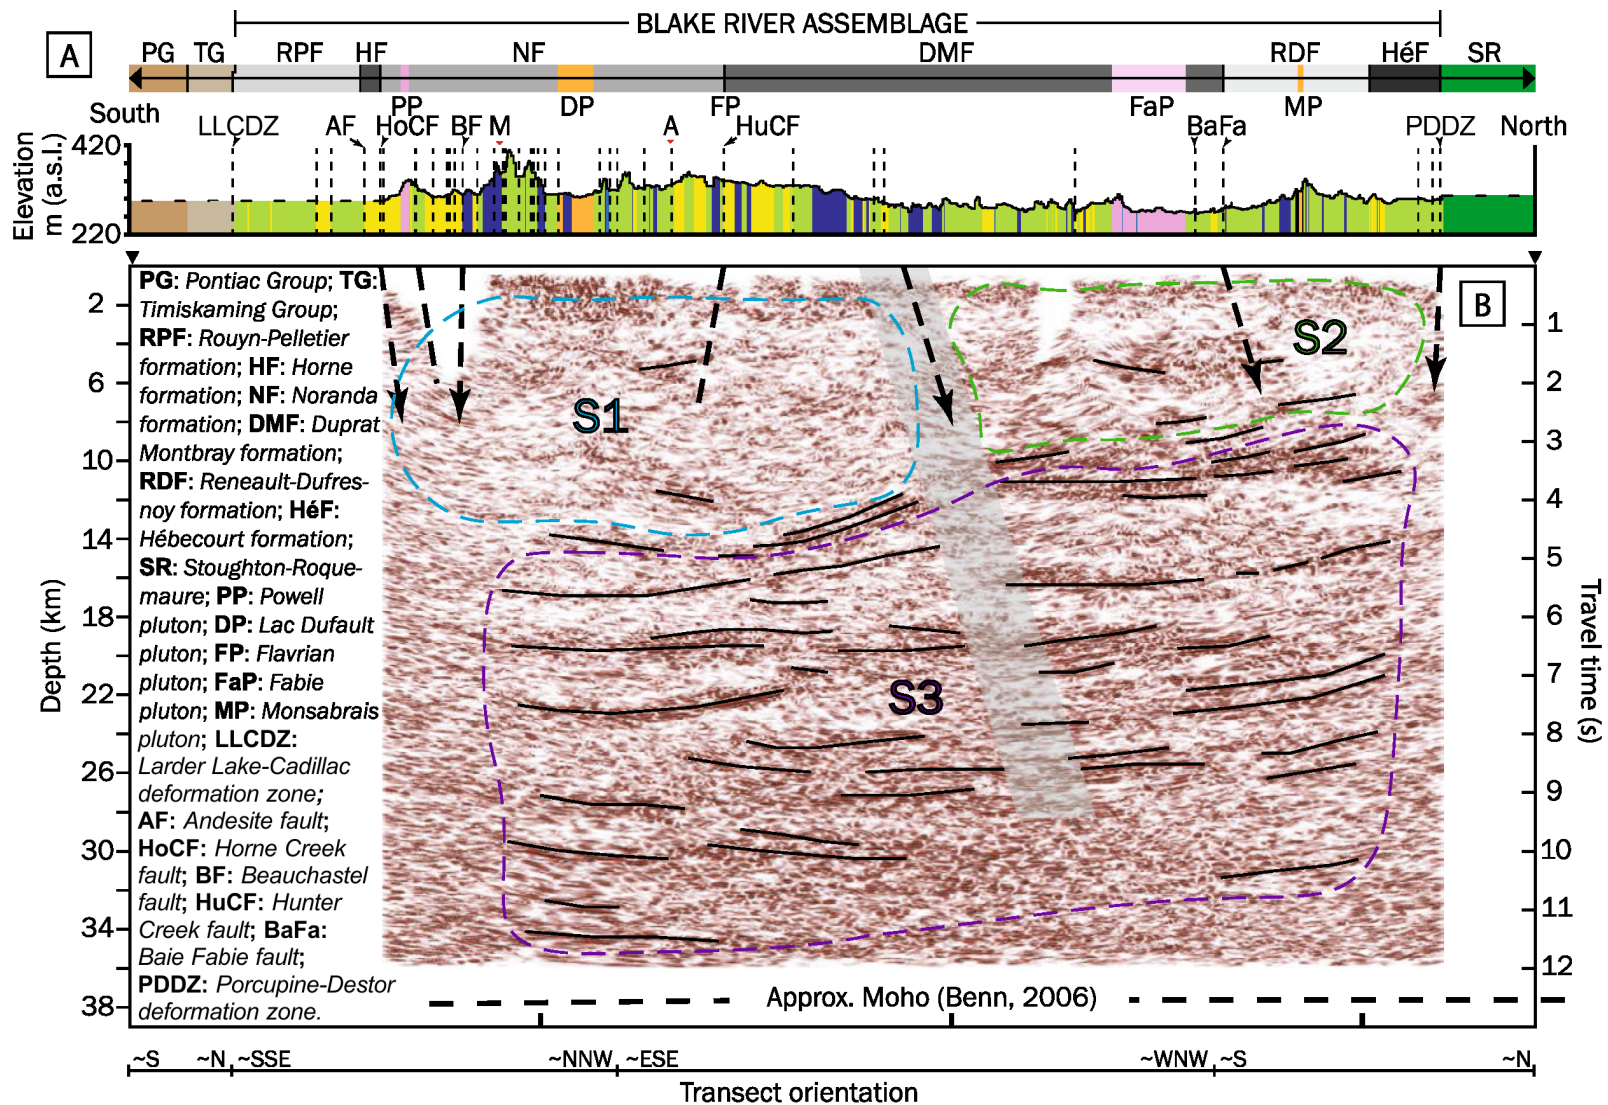 BLAKE RIVER ASSEMBLAGE
A
PG TG RPF HF NF DMF RDF HéF SR
South PP DP FP FaP MP
LLCDZ AF HoCF BF M A HuCF BaFa PDDZ North
Elevation
m (a.s.l.)
420
220
B
PG: Pontiac Group; TG:
Timiskaming Group;
RPF: Rouyn-Pelletier
formation; HF: Horne
formation; NF: Noranda
formation; DMF: Duprat
Montbray formation;
RDF: Reneault-Dufres-
noy formation; HéF:
Hébecourt formation;
SR: Stoughton-Roque-
maure; PP: Powell
pluton; DP: Lac Dufault
pluton; FP: Flavrian
pluton; FaP: Fabie
pluton; MP: Monsabrais
pluton; LLCDZ:
Larder Lake-Cadillac
deformation zone;
AF: Andesite fault;
HoCF: Horne Creek
fault; BF: Beauchastel
fault; HuCF: Hunter
Creek fault; BaFa:
Baie Fabie fault;
PDDZ: Porcupine-Destor
deformation zone.
S1
S2
S3
Depth (km)
2
6
10
14
18
22
26
30
34
38
Travel time (s)
1
2
3
4
5
6
7
8
9
10
11
12
Approx. Moho (Benn, 2006)
~S ~N ~SSE ~NNW ~ESE ~WNW ~S ~N
Transect orientation